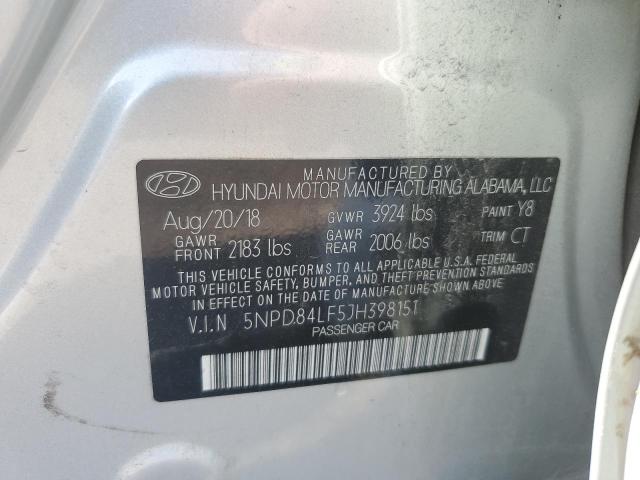 MANUFACTURED BY
HYUNDAI MOTOR MANUFACTURING ALABAMA, LLC
Aug/20/18 GVWR 3924 lbs PAINT Y8
GAWR FRONT 2183 lbs GAWR REAR 2006 lbs TRIM CT
THIS VEHICLE CONFORMS TO ALL APPLICABLE U.S.A FEDERAL
MOTOR VEHICLE SAFETY, BUMPER, AND THEFT PREVENTION STANDARDS
IN EFFECT ON THE DATE OF MANUFACTURE SHOWN ABOVE
V.I.N 5NPD84LF5JH398151
PASSENGER CAR